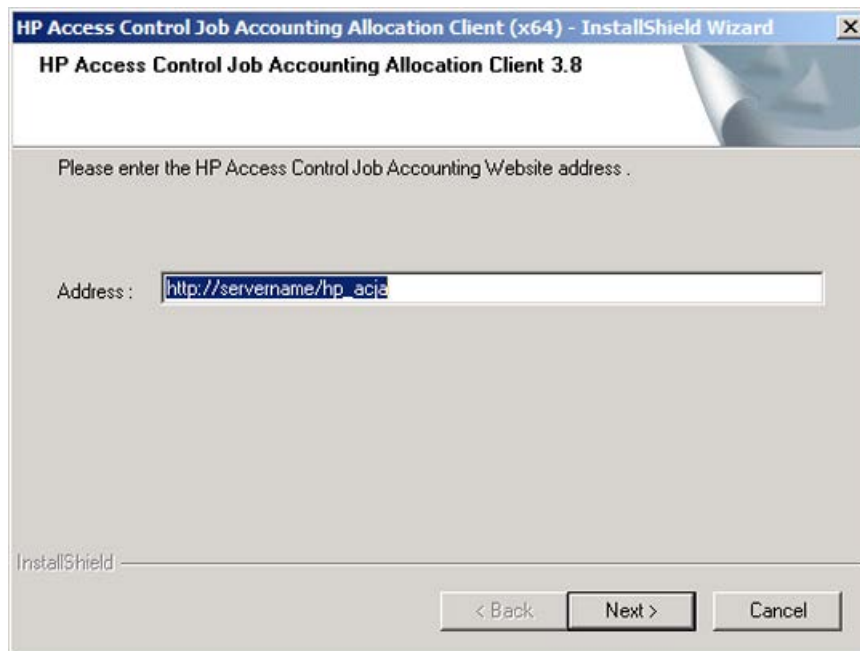 HP Access Control Job Accounting Allocation Client (x64) - InstallShield Wizard
HP Access Control Job Accounting Allocation Client 3.8
Please enter the HP Access Control Job Accounting Website address .
Address :
http://servername/hp_acja
InstallShield
< Back
Next >
Cancel